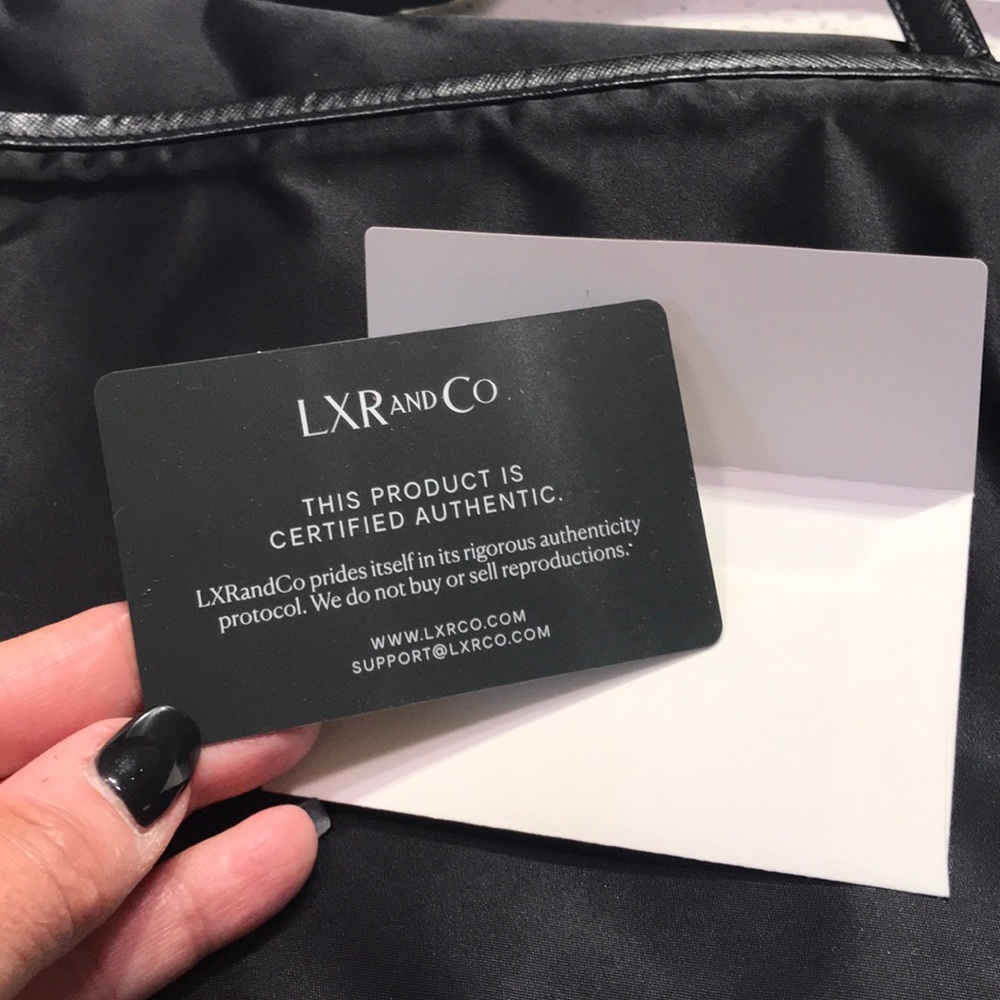 LXRANDCO
THIS PRODUCT IS
CERTIFIED AUTHENTIC.
LXRandCo prides itself in its rigorous authenticity
protocol. We do not buy or sell reproductions.
WWW.LXRCO.COM
SUPPORT@LXRCO.COM